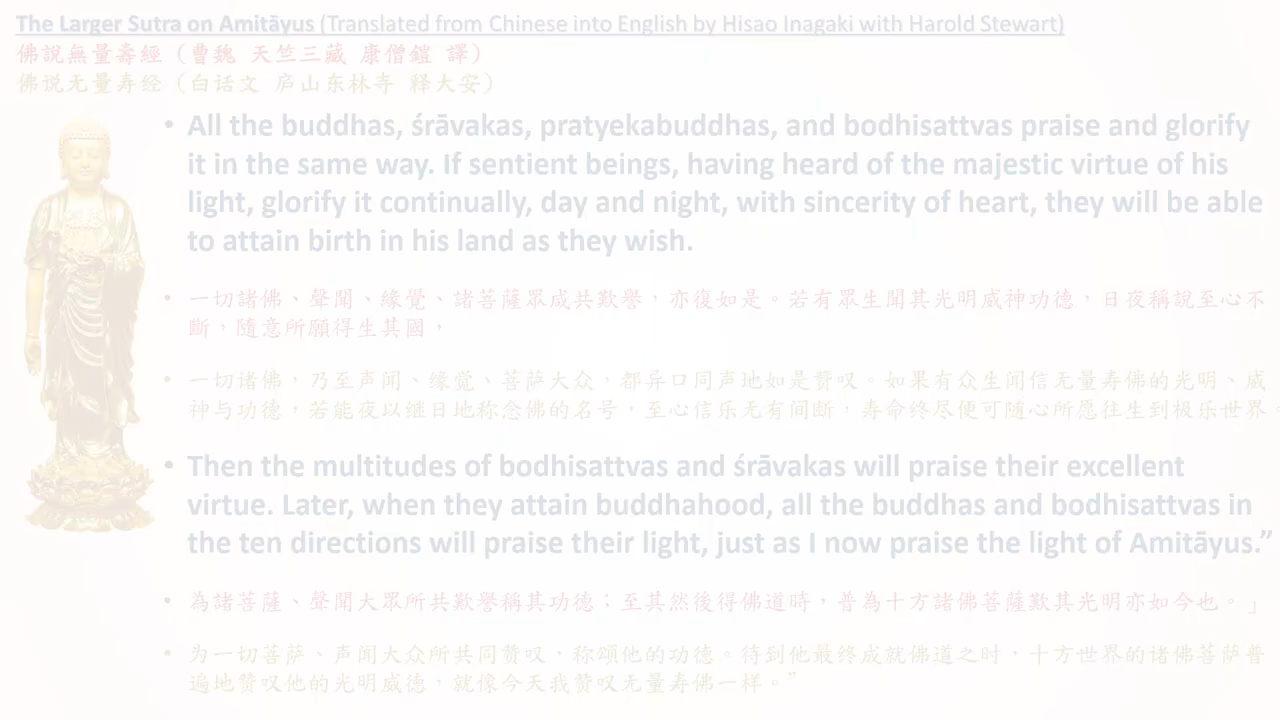 The Larger Sutra on Amitāyus (Translated from Chinese into English by Hisao Inagaki with Harold Stewart)
佛說無量壽經 (曹魏 天竺三藏 康僧鎧 譯)
佛说无量寿经 (白话文 庐山东林寺 释大安)
• All the buddhas, śrāvakas, pratyekabuddhas, and bodhisattvas praise and glorify
it in the same way. If sentient beings, having heard of the majestic virtue of his
light, glorify it continually, day and night, with sincerity of heart, they will be able
to attain birth in his land as they wish.
• 一切諸佛、聲聞、緣覺、諸菩薩眾咸共歎譽，亦復如是。若有眾生聞其光明威神功德，日夜稱說至心不
斷，隨意所願得生其國，
• 一切诸佛，乃至声闻、缘觉、菩萨大众，都异口同声地如是赞叹。如果有众生闻信无量寿佛的光明、威
神与功德，若能夜以继日地称念佛的名号，至心信乐无有间断，寿命终尽便可随心所愿往生到极乐世界。
• Then the multitudes of bodhisattvas and śrāvakas will praise their excellent
virtue. Later, when they attain buddhahood, all the buddhas and bodhisattvas in
the ten directions will praise their light, just as I now praise the light of Amitāyus.”
• 為諸菩薩、聲聞大眾所共歎譽稱其功德；至其然後得佛道時，普為十方諸佛菩薩歎其光明亦如今也。」
• 为一切菩萨、声闻大众所共同赞叹，称颂他的功德。待到他最终成就佛道之时，十方世界的诸佛菩萨普
遍地赞叹他的光明威德，就像今天我赞叹无量寿佛一样。”